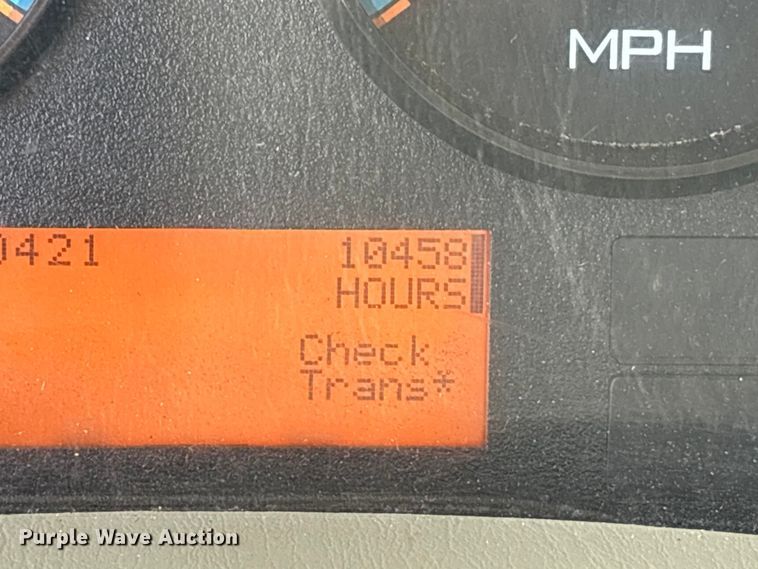 MPH
0421 10458
HOURS
Check
Trans*
Purple Wave Auction